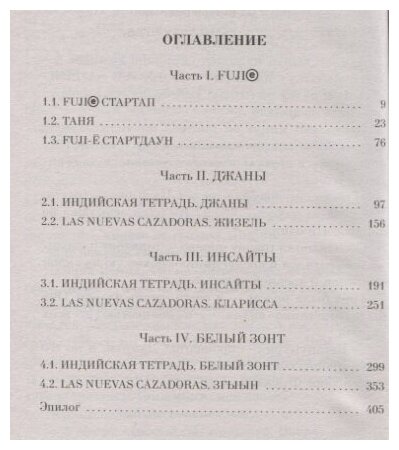 ОГЛАВЛЕНИЕ
Часть I. FUJIⓔ
1.1. FUJIⓔ СТАРТАП ........ 9
1.2. ТАНЯ ........ 23
1.3. FUJI-Ё СТАРТДАУН ........ 76
Часть II. ДЖАНЫ
2.1. ИНДИЙСКАЯ ТЕТРАДЬ. ДЖАНЫ ........ 97
2.2. LAS NUEVAS CAZADORAS. ЖИЗЕЛЬ ........ 156
Часть III. ИНСАЙТЫ
3.1. ИНДИЙСКАЯ ТЕТРАДЬ. ИНСАЙТЫ ........ 191
3.2. LAS NUEVAS CAZADORAS. КЛАРИССА ........ 251
Часть IV. БЕЛЫЙ ЗОНТ
4.1. ИНДИЙСКАЯ ТЕТРАДЬ. БЕЛЫЙ ЗОНТ ........ 299
4.2. LAS NUEVAS CAZADORAS. ЗГЫЫН ........ 353
Эпилог ........ 405